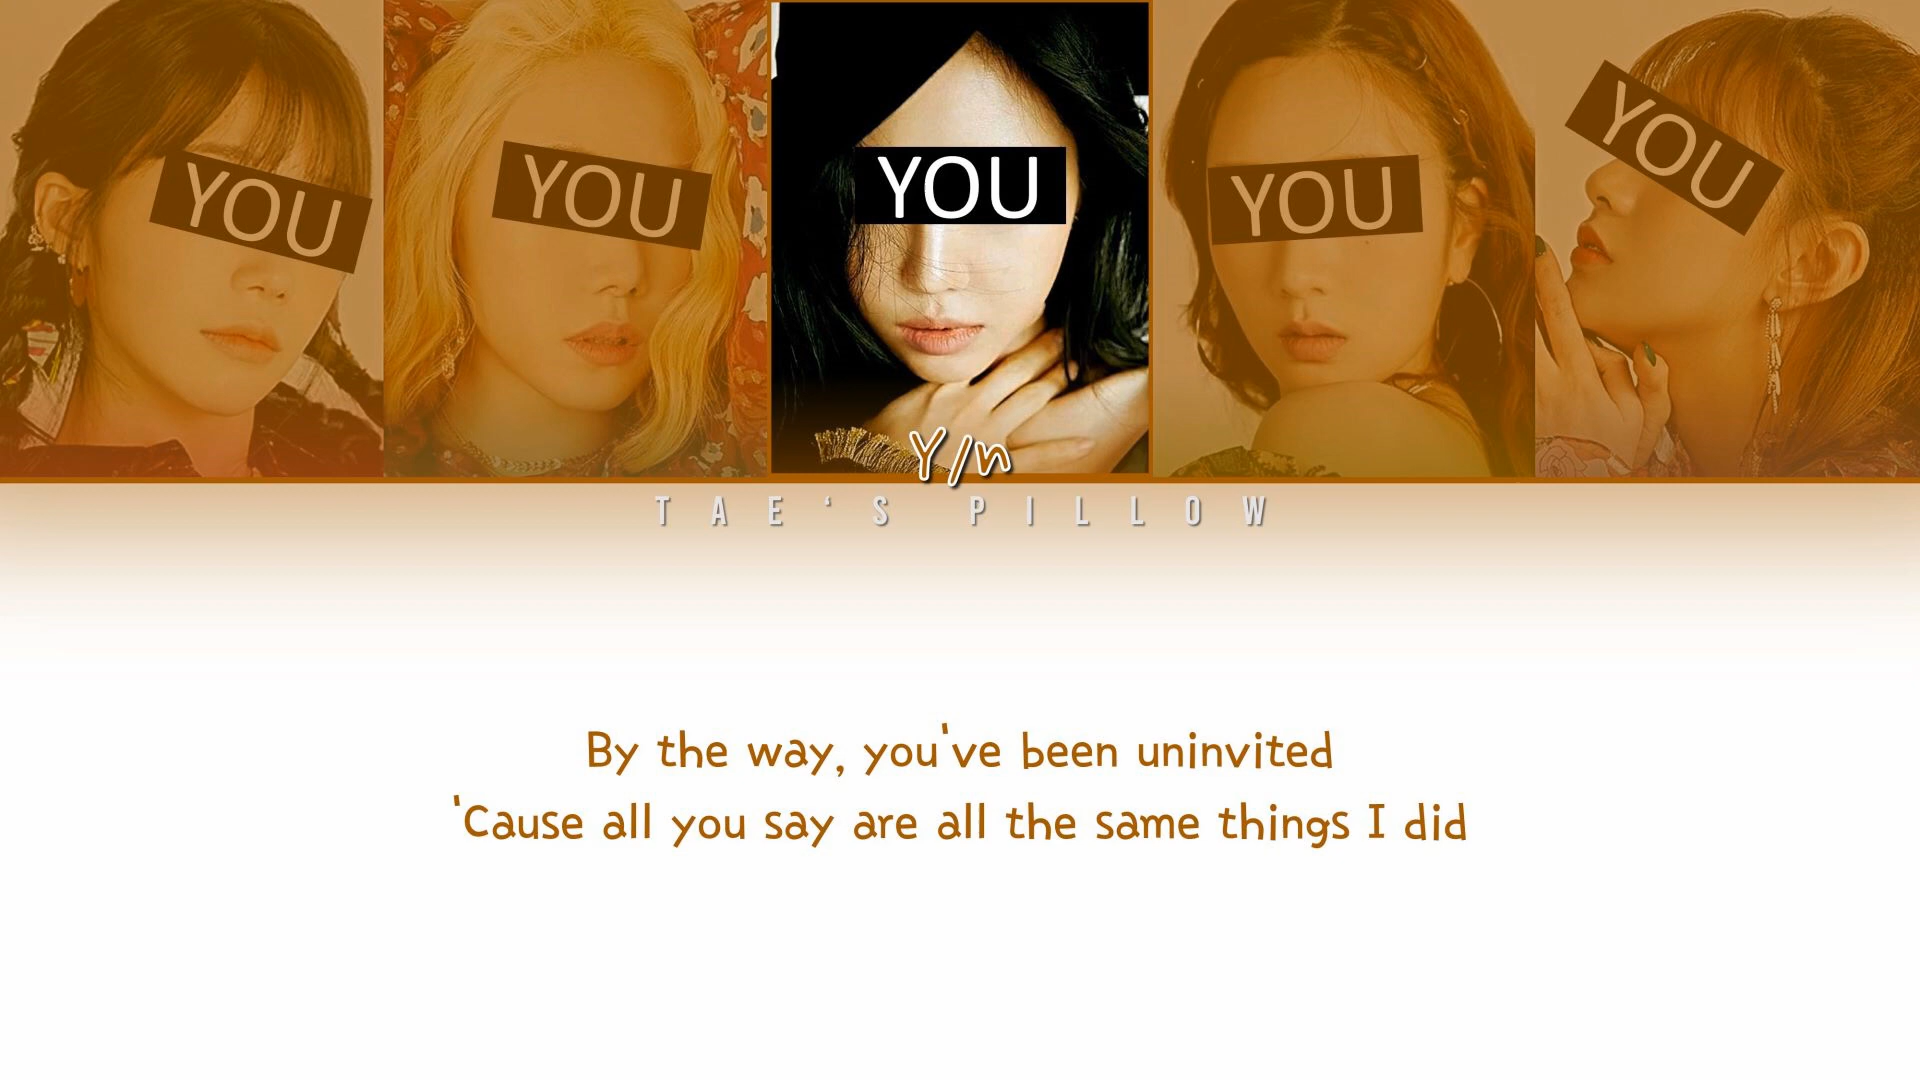 YOU
YOU
YOU
YOU
YOU
Y/n
TAE‘S PILLOW
By the way, you've been uninvited
'Cause all you say are all the same things I did